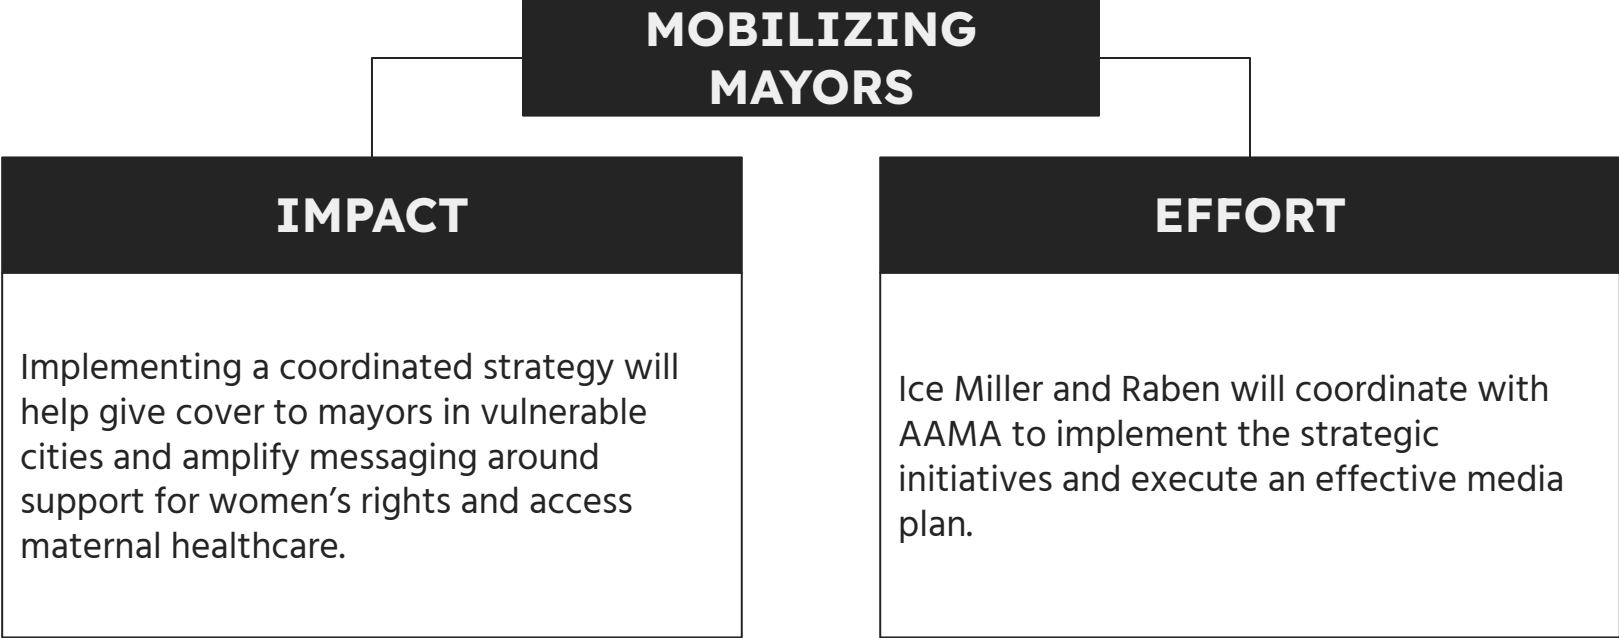 MOBILIZING
MAYORS
IMPACT
Implementing a coordinated strategy will
help give cover to mayors in vulnerable
cities and amplify messaging around
support for women’s rights and access
maternal healthcare.
EFFORT
Ice Miller and Raben will coordinate with
AAMA to implement the strategic
initiatives and execute an effective media
plan.